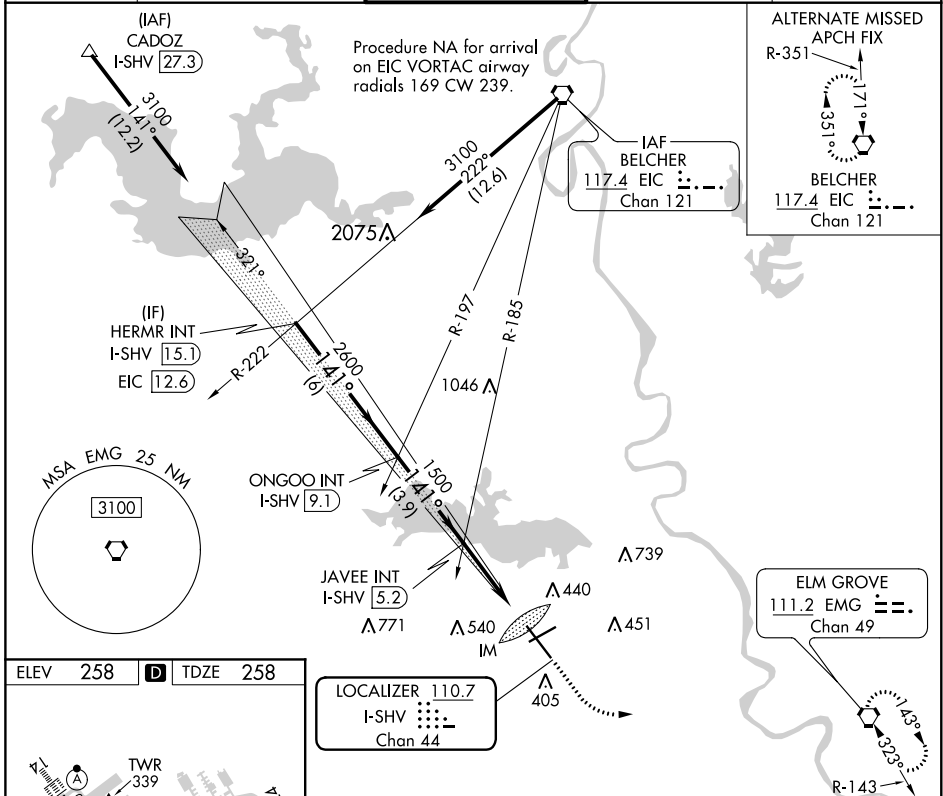 (IAF)
CADOZ
I-SHV 27.3
3100
141°
(12.2)
Procedure NA for arrival
on EIC VORTAC airway
radials 169 CW 239.
ALTERNATE MISSED
APCH FIX
R-351
171°
351°
BELCHER
117.4 EIC
Chan 121
IAF
BELCHER
117.4 EIC
Chan 121
3100
222°
(12.6)
2075
321°
R-197
R-185
(IF)
HERMR INT
I-SHV 15.1
EIC 12.6
R-222
2600
141°
(6)
1046
MSA EMG 25 NM
3100
ONGOO INT
I-SHV 9.1
1500
141°
(3.9)
JAVEE INT
I-SHV 5.2
739
440
771
540
451
IM
405
ELM GROVE
111.2 EMG
Chan 49
LOCALIZER 110.7
I-SHV
Chan 44
143°
323°
R-143
ELEV 258 D TDZE 258
TWR
339
A
14